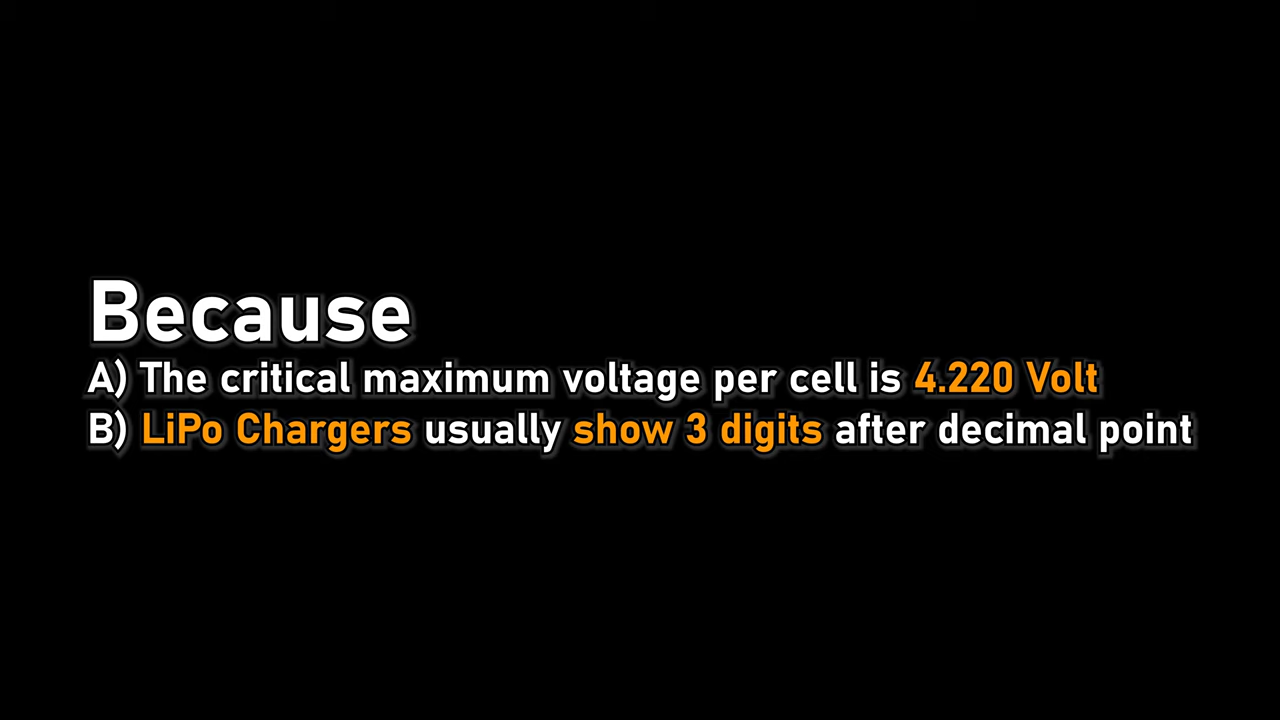 Because
A) The critical maximum voltage per cell is 4.220 Volt
B) LiPo Chargers usually show 3 digits after decimal point